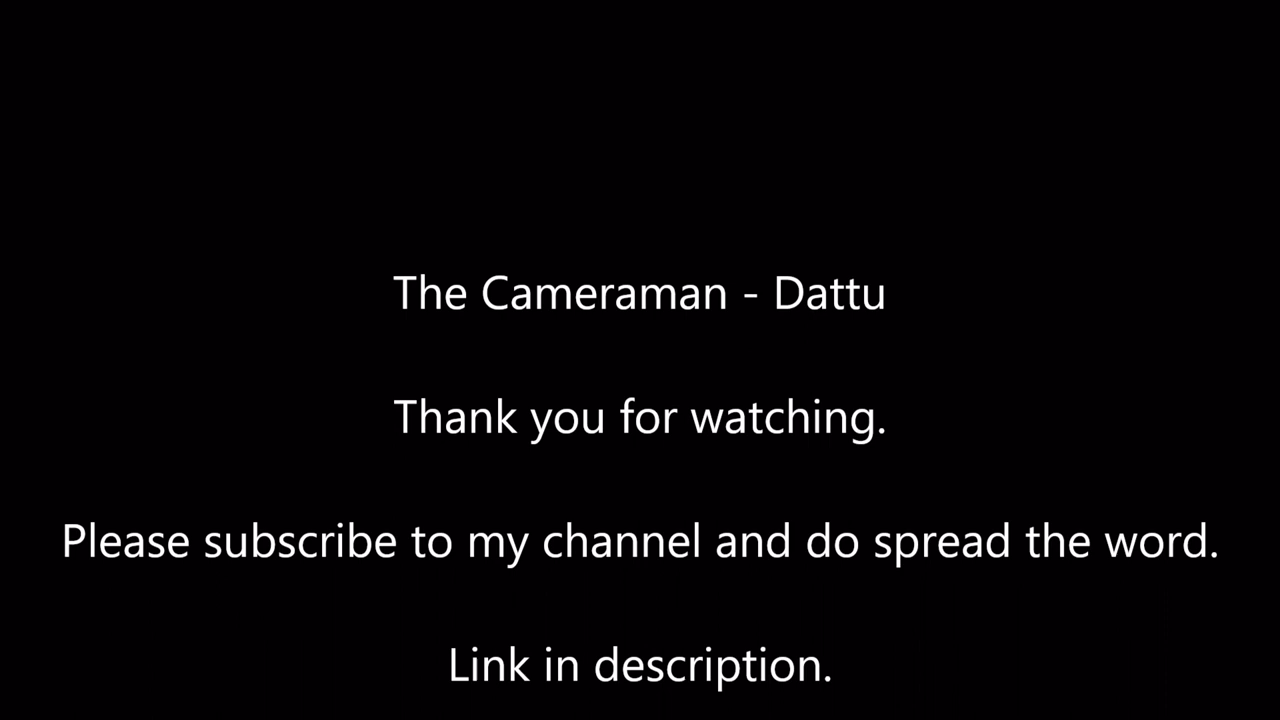 The Cameraman - Dattu
Thank you for watching.
Please subscribe to my channel and do spread the word.
Link in description.